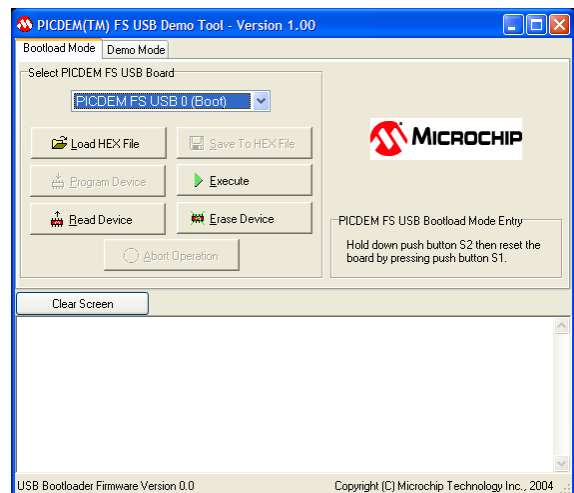 PICDEM(TM) FS USB Demo Tool - Version 1.00
Bootload Mode Demo Mode
Select PICDEM FS USB Board
PICDEM FS USB 0 (Boot)
Load HEX File Save To HEX File
Program Device Execute
Read Device Erase Device
Abort Operation
MICROCHIP
PICDEM FS USB Bootload Mode Entry
Hold down push button S2 then reset the
board by pressing push button S1.
Clear Screen
USB Bootloader Firmware Version 0.0 Copyright (C) Microchip Technology Inc., 2004